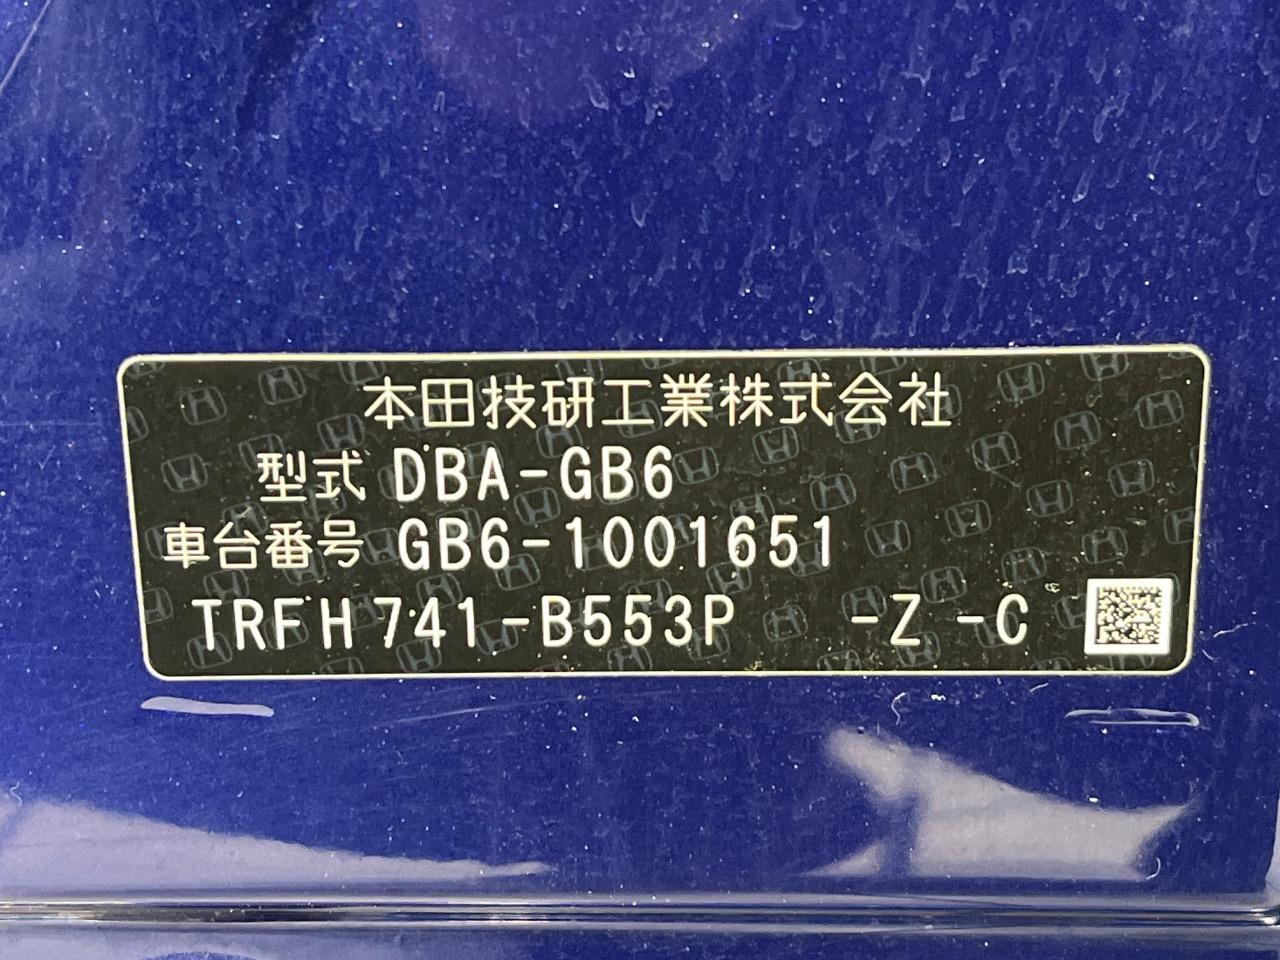 本田技研工業株式会社
型式 DBA-GB6
車台番号 GB6-1001651
TRFH741-B553P -Z -C